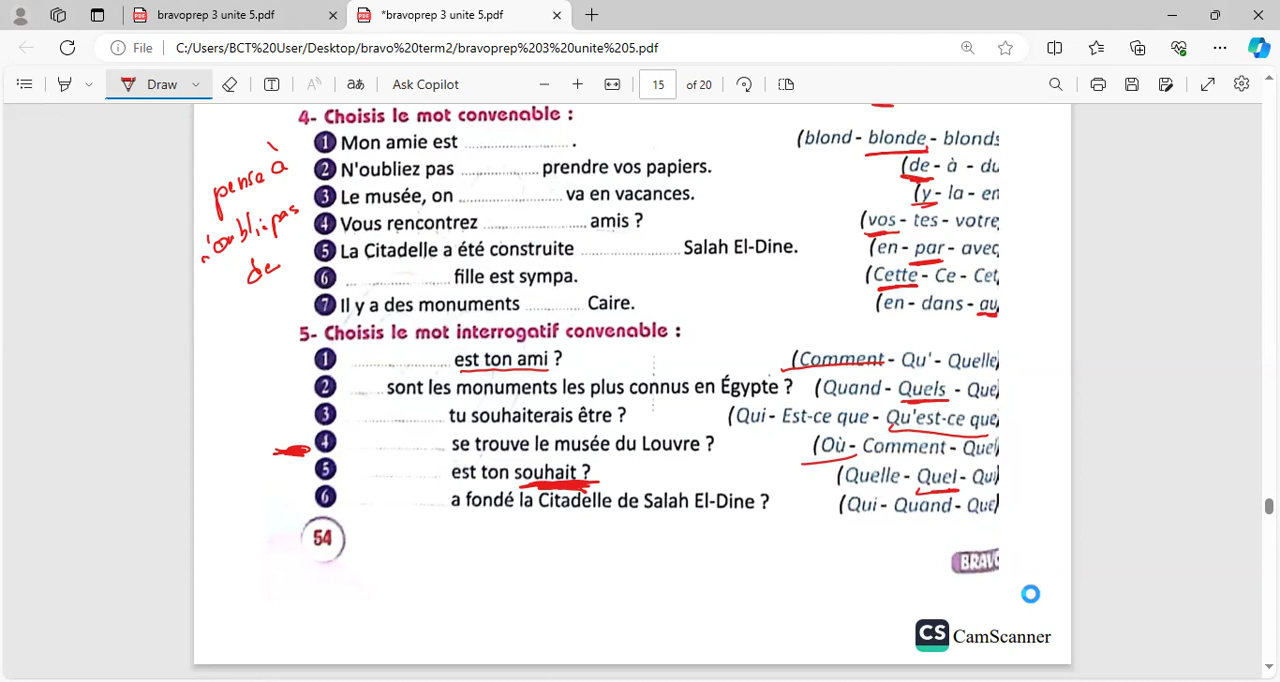 bravoprep 3 unite 5.pdf
*bravoprep 3 unite 5.pdf
File C:/Users/BCT%20User/Desktop/bravo%20term2/bravoprep%203%20unite%205.pdf
Draw Ask Copilot 15 of 20
4- Choisis le mot convenable :
1 Mon amie est .................... . (blond - blonde - blonds
2 N'oubliez pas .................... prendre vos papiers. (de - à - du
3 Le musée, on .................... va en vacances. (y - la - en
4 Vous rencontrez .................... amis ? (vos - tes - votre
5 La Citadelle a été construite .................... Salah El-Dine. (en - par - avec
6 .................... fille est sympa. (Cette - Ce - Cet
7 Il y a des monuments ............ Caire. (en - dans - au
pense à
n'oublie pas
de
5- Choisis le mot interrogatif convenable :
1 .................... est ton ami ? (Comment - Qu' - Quelle)
2 ........ sont les monuments les plus connus en Égypte ? (Quand - Quels - Que)
3 .................... tu souhaiterais être ? (Qui - Est-ce que - Qu'est-ce que)
4 .................... se trouve le musée du Louvre ? (Où - Comment - Quel
5 .................... est ton souhait ? (Quelle - Quel - Qui)
6 .................... a fondé la Citadelle de Salah El-Dine ? (Qui - Quand - Que)
54
CS CamScanner